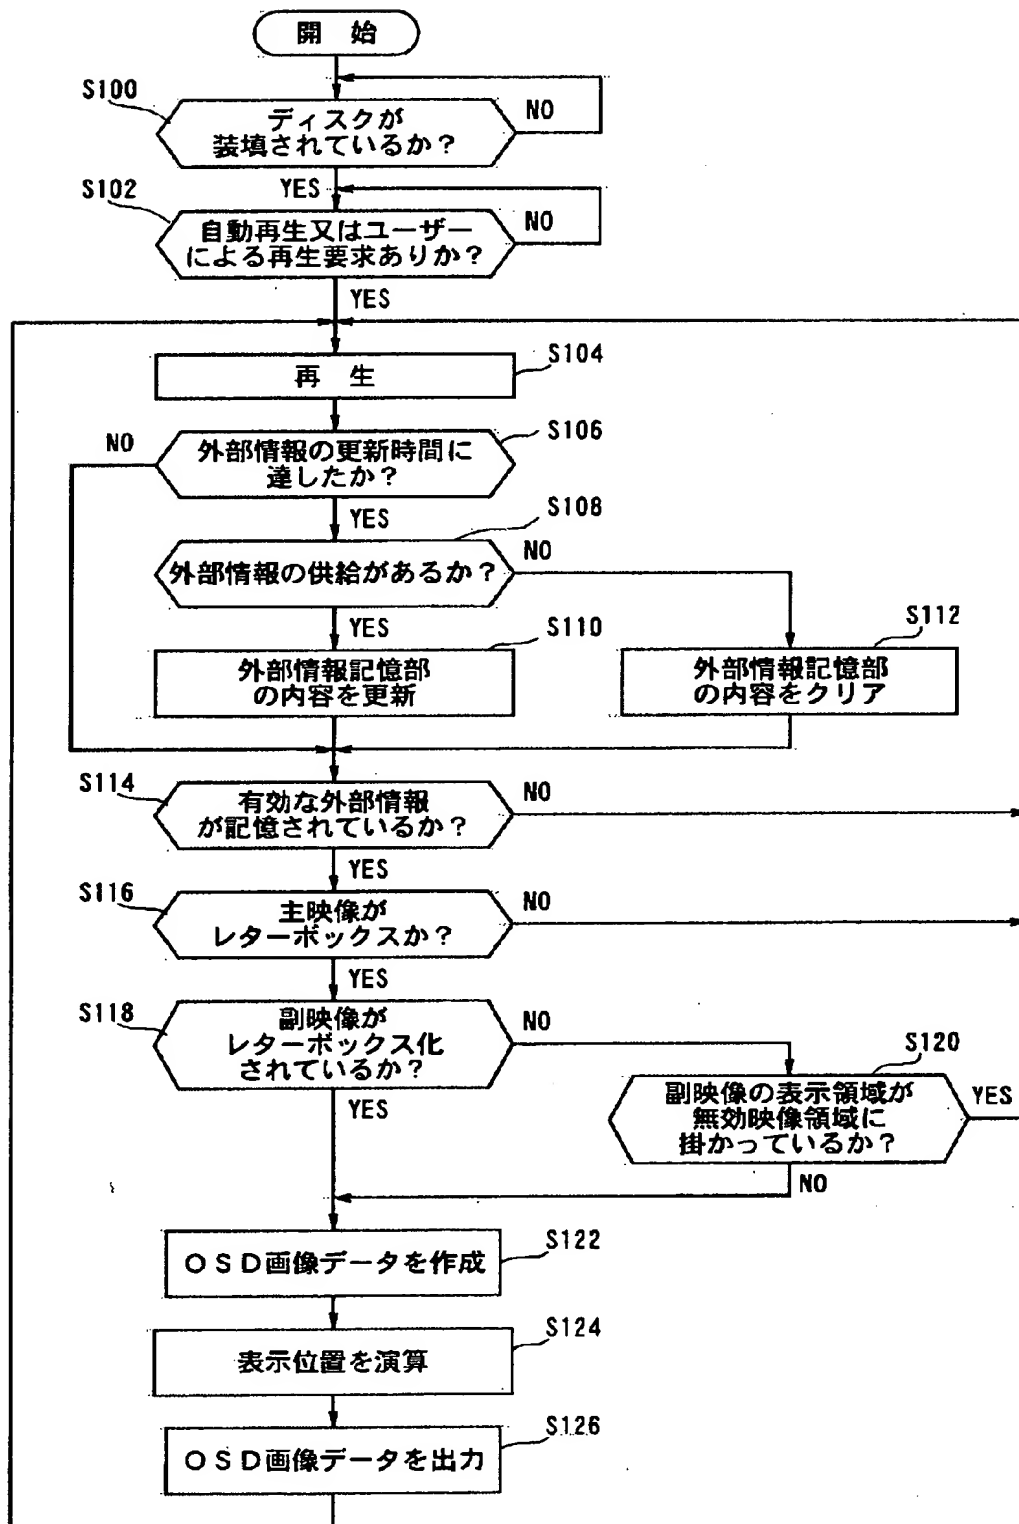 開 始
S100
ディスクが
装填されているか?
NO
YES
S102
自動再生又はユーザー
による再生要求ありか?
NO
YES
S104
再 生
S106
外部情報の更新時間に
達したか?
NO
YES
S108
外部情報の供給があるか?
NO
YES
S110
外部情報記憶部
の内容を更新
S112
外部情報記憶部
の内容をクリア
S114
有効な外部情報
が記憶されているか?
NO
YES
S116
主映像が
レターボックスか?
NO
YES
S118
副映像が
レターボックス化
されているか?
NO
YES
S120
副映像の表示領域が
無効映像領域に
掛かっているか?
YES
NO
S122
OSD画像データを作成
S124
表示位置を演算
S126
OSD画像データを出力